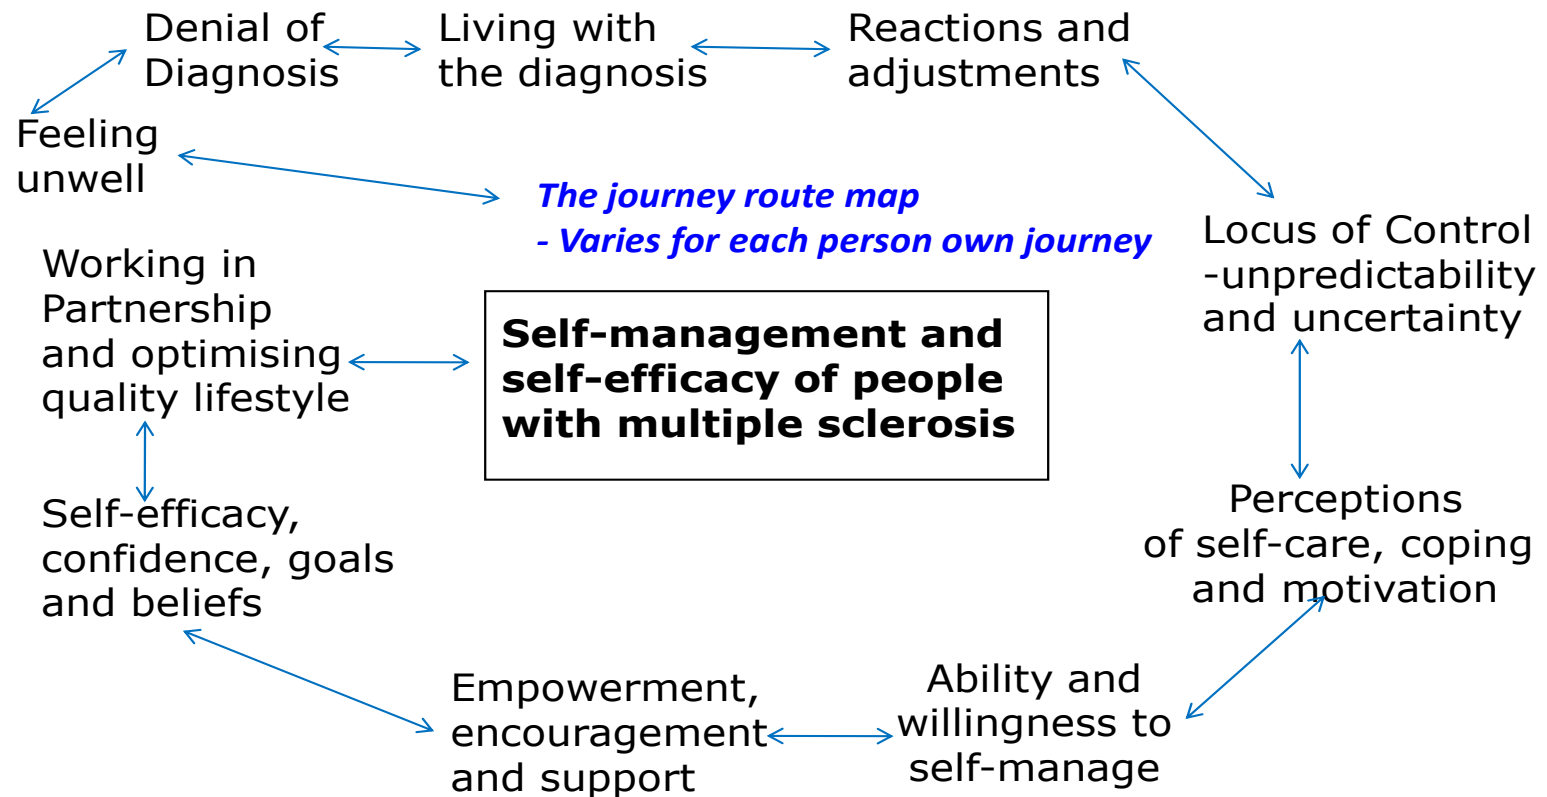 Denial of
Diagnosis
Living with
the diagnosis
Reactions and
adjustments
Feeling
unwell
The journey route map
- Varies for each person own journey
Locus of Control
-unpredictability
and uncertainty
Working in
Partnership
and optimising
quality lifestyle
Self-management and
self-efficacy of people
with multiple sclerosis
Self-efficacy,
confidence, goals
and beliefs
Perceptions
of self-care, coping
and motivation
Empowerment,
encouragement
and support
Ability and
willingness to
self-manage